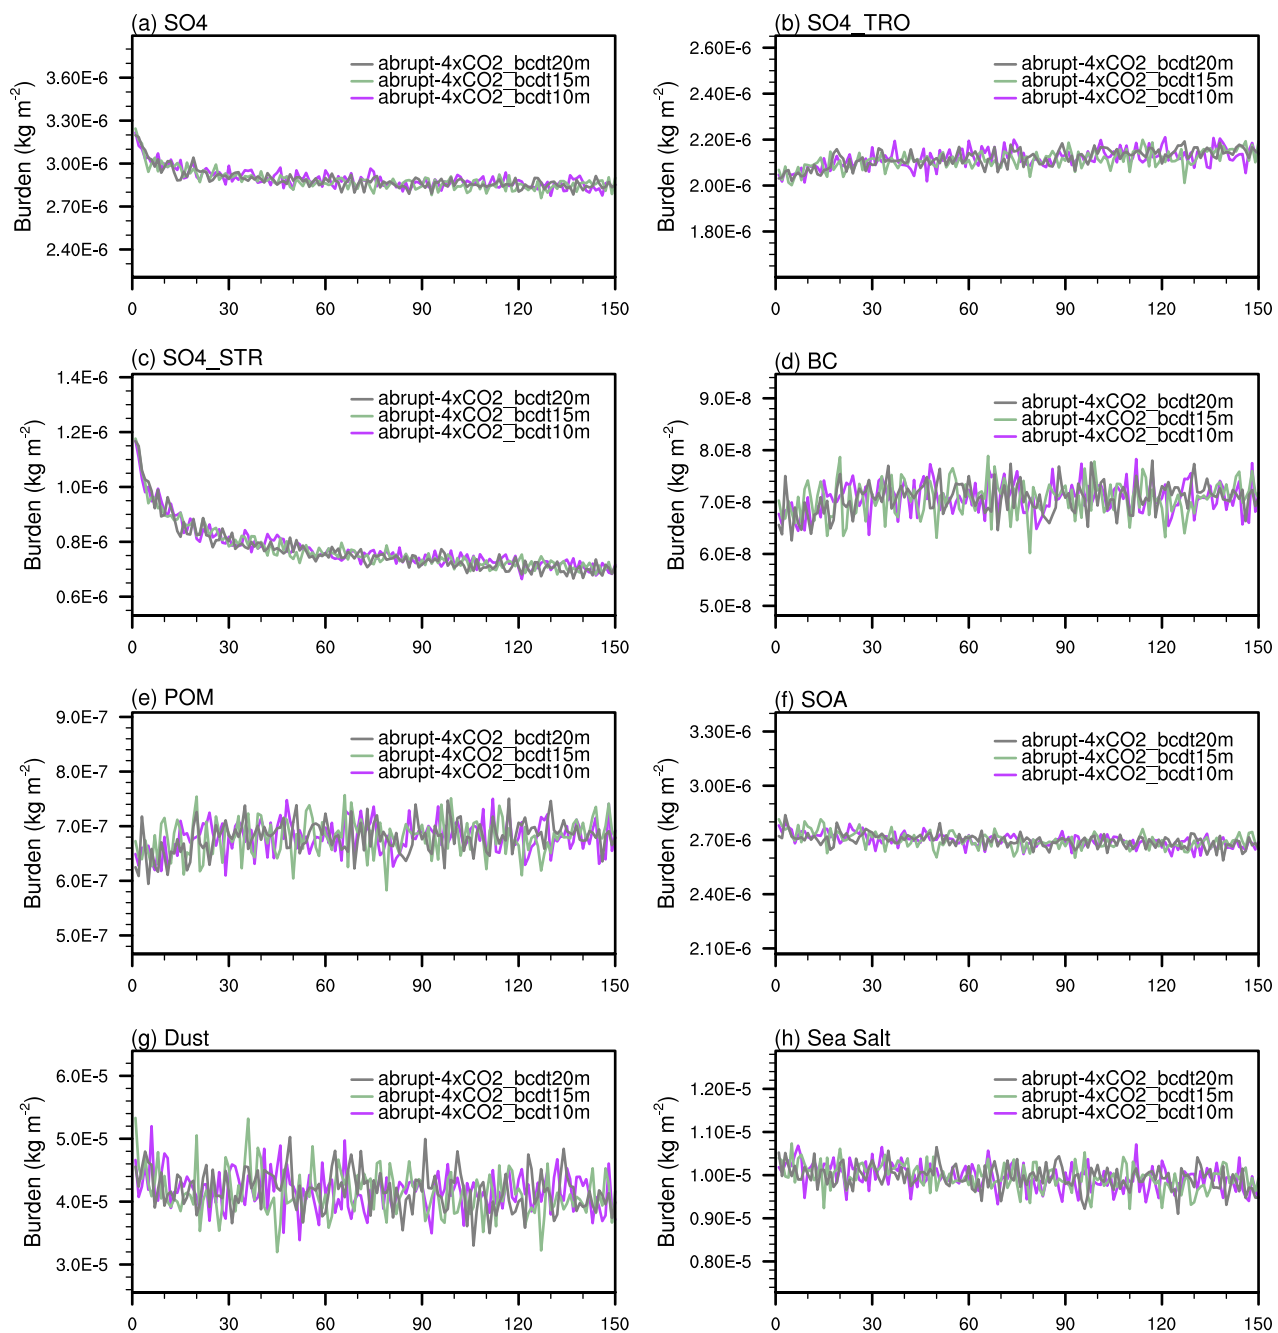 (a) SO4
Burden (kg m-2)
3.60E-6
3.30E-6
3.00E-6
2.70E-6
2.40E-6
abrupt-4xCO2_bcdt20m
abrupt-4xCO2_bcdt15m
abrupt-4xCO2_bcdt10m
0 30 60 90 120 150
(b) SO4_TRO
Burden (kg m-2)
2.60E-6
2.40E-6
2.20E-6
2.00E-6
1.80E-6
abrupt-4xCO2_bcdt20m
abrupt-4xCO2_bcdt15m
abrupt-4xCO2_bcdt10m
0 30 60 90 120 150
(c) SO4_STR
Burden (kg m-2)
1.4E-6
1.2E-6
1.0E-6
0.8E-6
0.6E-6
abrupt-4xCO2_bcdt20m
abrupt-4xCO2_bcdt15m
abrupt-4xCO2_bcdt10m
0 30 60 90 120 150
(d) BC
Burden (kg m-2)
9.0E-8
8.0E-8
7.0E-8
6.0E-8
5.0E-8
abrupt-4xCO2_bcdt20m
abrupt-4xCO2_bcdt15m
abrupt-4xCO2_bcdt10m
0 30 60 90 120 150
(e) POM
Burden (kg m-2)
9.0E-7
8.0E-7
7.0E-7
6.0E-7
5.0E-7
abrupt-4xCO2_bcdt20m
abrupt-4xCO2_bcdt15m
abrupt-4xCO2_bcdt10m
0 30 60 90 120 150
(f) SOA
Burden (kg m-2)
3.30E-6
3.00E-6
2.70E-6
2.40E-6
2.10E-6
abrupt-4xCO2_bcdt20m
abrupt-4xCO2_bcdt15m
abrupt-4xCO2_bcdt10m
0 30 60 90 120 150
(g) Dust
Burden (kg m-2)
6.0E-5
5.0E-5
4.0E-5
3.0E-5
abrupt-4xCO2_bcdt20m
abrupt-4xCO2_bcdt15m
abrupt-4xCO2_bcdt10m
0 30 60 90 120 150
(h) Sea Salt
Burden (kg m-2)
1.20E-5
1.10E-5
1.00E-5
0.90E-5
0.80E-5
abrupt-4xCO2_bcdt20m
abrupt-4xCO2_bcdt15m
abrupt-4xCO2_bcdt10m
0 30 60 90 120 150